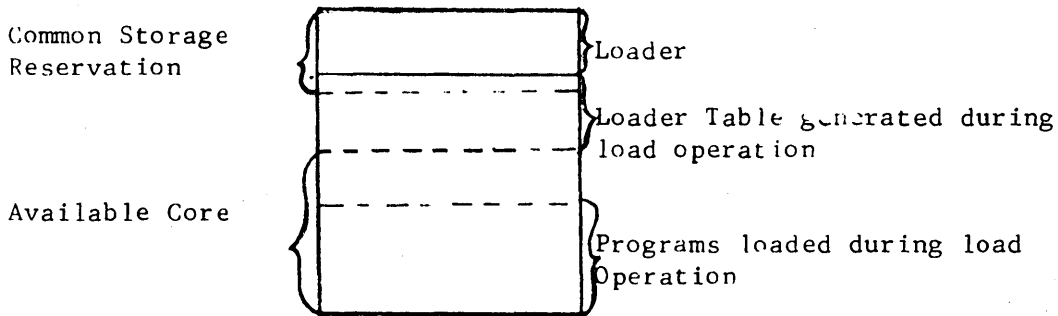 Common Storage
Reservation
Loader
Loader Table generated during
load operation
Available Core
Programs loaded during load
Operation